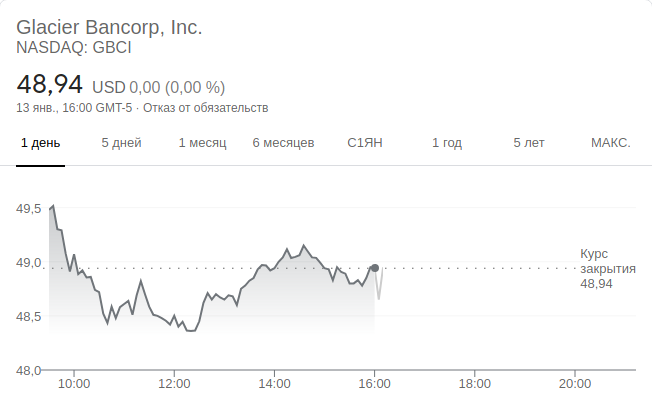 Glacier Bancorp, Inc.
NASDAQ: GBCI
48,94 USD 0,00 (0,00 %)
13 янв., 16:00 GMT-5 · Отказ от обязательств
1 день 5 дней 1 месяц 6 месяцев С1ЯН 1 год 5 лет МАКС.
49,5
49,0
48,5
48,0
Курс
закрытия
48,94
10:00 12:00 14:00 16:00 18:00 20:00